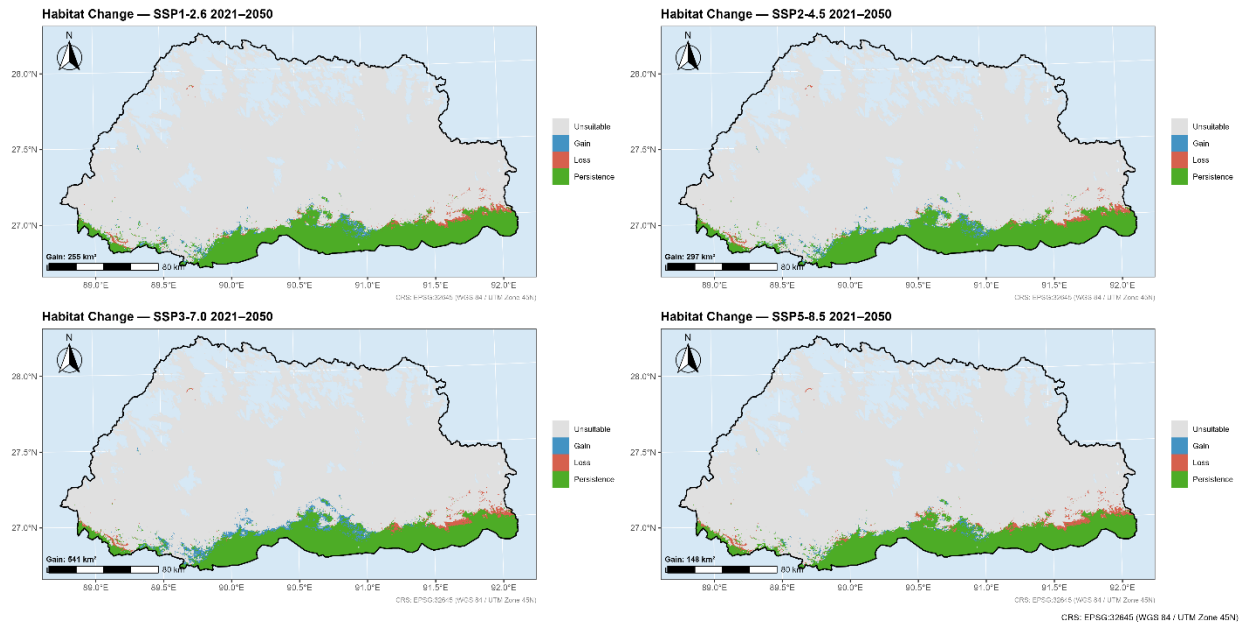 Habitat Change — SSP1-2.6 2021–2050
N
28.0°N
27.5°N
27.0°N
Unsuitable
Gain
Loss
Persistence
Gain: 255 km²
80 km
89.0°E 89.5°E 90.0°E 90.5°E 91.0°E 91.5°E 92.0°E
CRS: EPSG:32645 (WGS 84 / UTM Zone 45N)
Habitat Change — SSP2-4.5 2021–2050
N
28.0°N
27.5°N
27.0°N
Unsuitable
Gain
Loss
Persistence
Gain: 297 km²
80 km
89.0°E 89.5°E 90.0°E 90.5°E 91.0°E 91.5°E 92.0°E
CRS: EPSG:32645 (WGS 84 / UTM Zone 45N)
Habitat Change — SSP3-7.0 2021–2050
N
28.0°N
27.5°N
27.0°N
Unsuitable
Gain
Loss
Persistence
Gain: 541 km²
80 km
89.0°E 89.5°E 90.0°E 90.5°E 91.0°E 91.5°E 92.0°E
CRS: EPSG:32645 (WGS 84 / UTM Zone 45N)
Habitat Change — SSP5-8.5 2021–2050
N
28.0°N
27.5°N
27.0°N
Unsuitable
Gain
Loss
Persistence
Gain: 148 km²
80 km
89.0°E 89.5°E 90.0°E 90.5°E 91.0°E 91.5°E 92.0°E
CRS: EPSG:32645 (WGS 84 / UTM Zone 45N)
CRS: EPSG:32645 (WGS 84 / UTM Zone 45N)